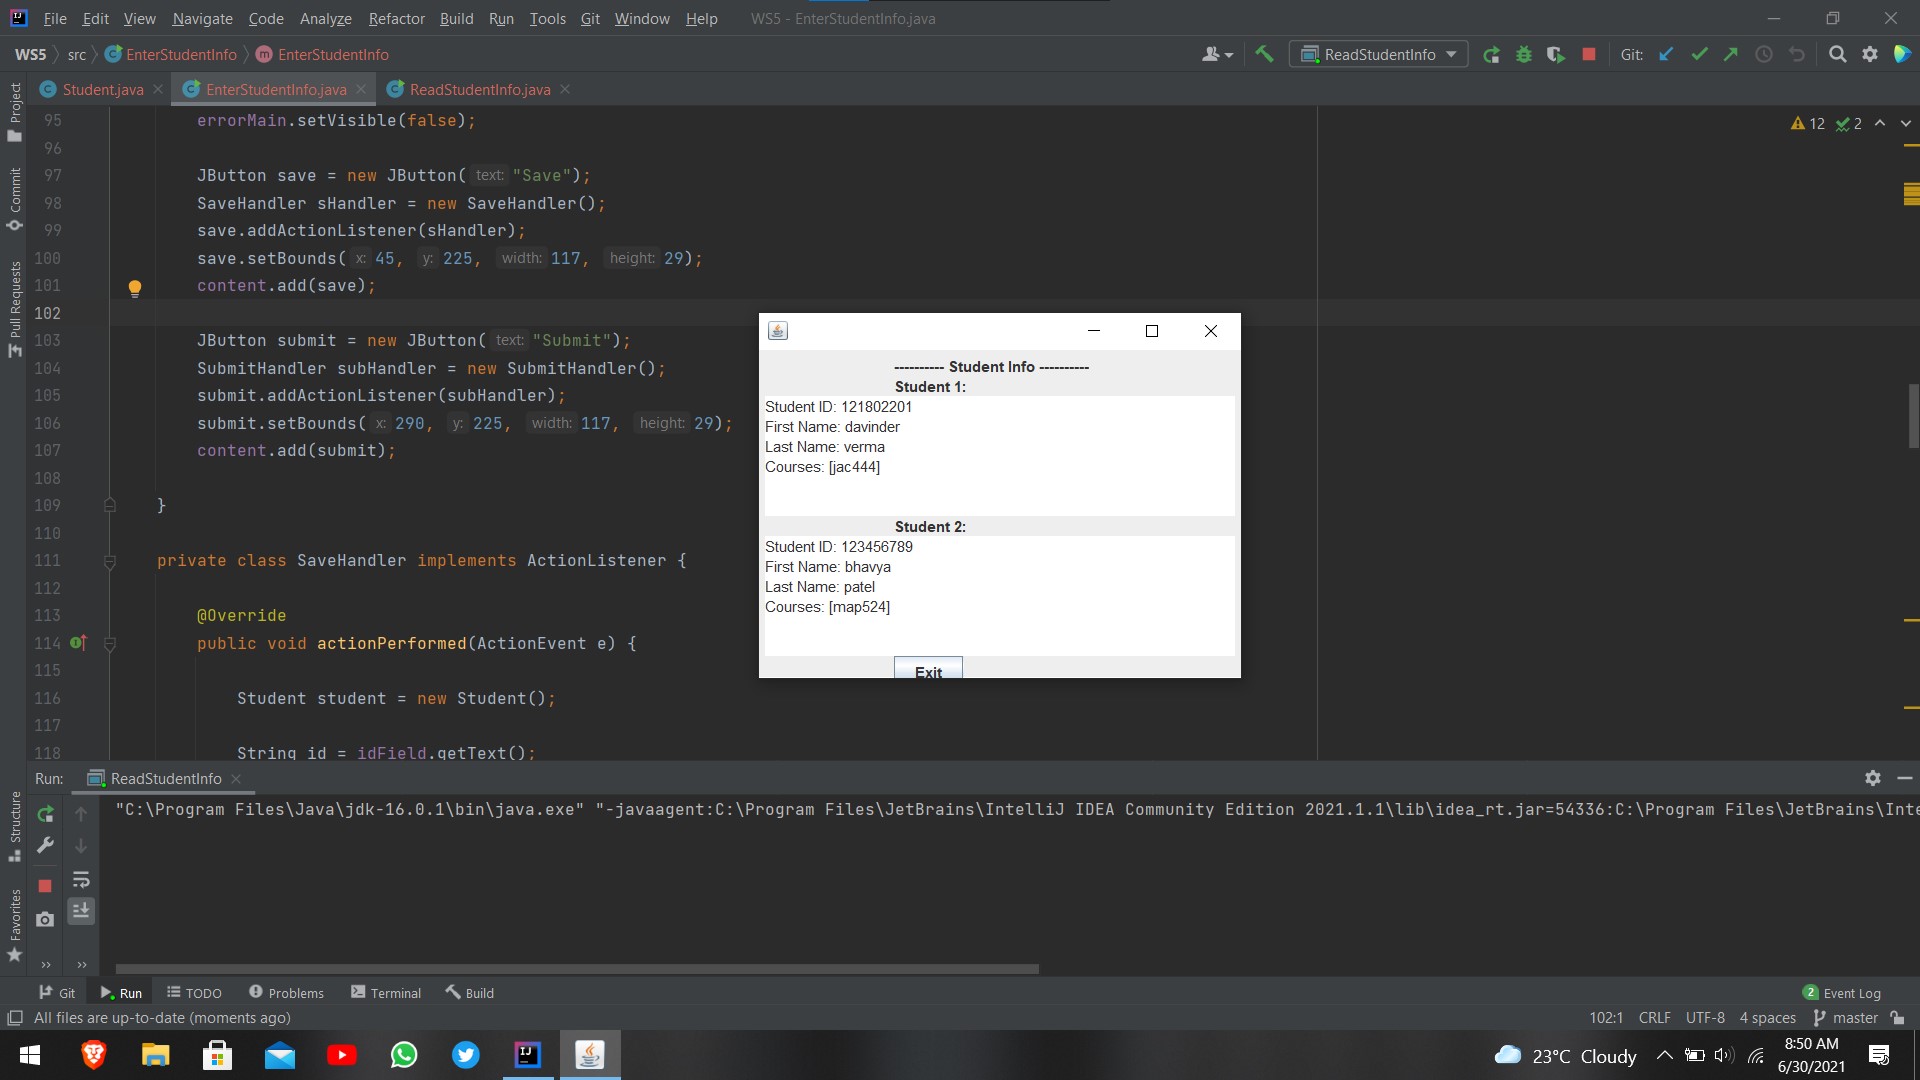 File Edit View Navigate Code Analyze Refactor Build Run Tools Git Window Help WS5 - EnterStudentInfo.java
WS5 src EnterStudentInfo EnterStudentInfo ReadStudentInfo Git:
Student.java EnterStudentInfo.java ReadStudentInfo.java
Project
Commit
Pull Requests
12 2
95 errorMain.setVisible(false);
96
97 JButton save = new JButton( text: "Save");
98 SaveHandler sHandler = new SaveHandler();
99 save.addActionListener(sHandler);
100 save.setBounds( x: 45, y: 225, width: 117, height: 29);
101 content.add(save);
102
103 JButton submit = new JButton( text: "Submit");
104 SubmitHandler subHandler = new SubmitHandler();
105 submit.addActionListener(subHandler);
106 submit.setBounds( x: 290, y: 225, width: 117, height: 29);
107 content.add(submit);
108
109 }
110
111 private class SaveHandler implements ActionListener {
112
113 @Override
114 public void actionPerformed(ActionEvent e) {
115
116 Student student = new Student();
117
118 String id = idField.getText();
---------- Student Info ----------
Student 1:
Student ID: 121802201
First Name: davinder
Last Name: verma
Courses: [jac444]
Student 2:
Student ID: 123456789
First Name: bhavya
Last Name: patel
Courses: [map524]
Exit
Run: ReadStudentInfo
Structure
Favorites
"C:\Program Files\Java\jdk-16.0.1\bin\java.exe" "-javaagent:C:\Program Files\JetBrains\IntelliJ IDEA Community Edition 2021.1.1\lib\idea_rt.jar=54336:C:\Program Files\JetBrains\Inte
Git Run TODO Problems Terminal Build 2 Event Log
All files are up-to-date (moments ago) 102:1 CRLF UTF-8 4 spaces master
23°C Cloudy
8:50 AM
6/30/2021